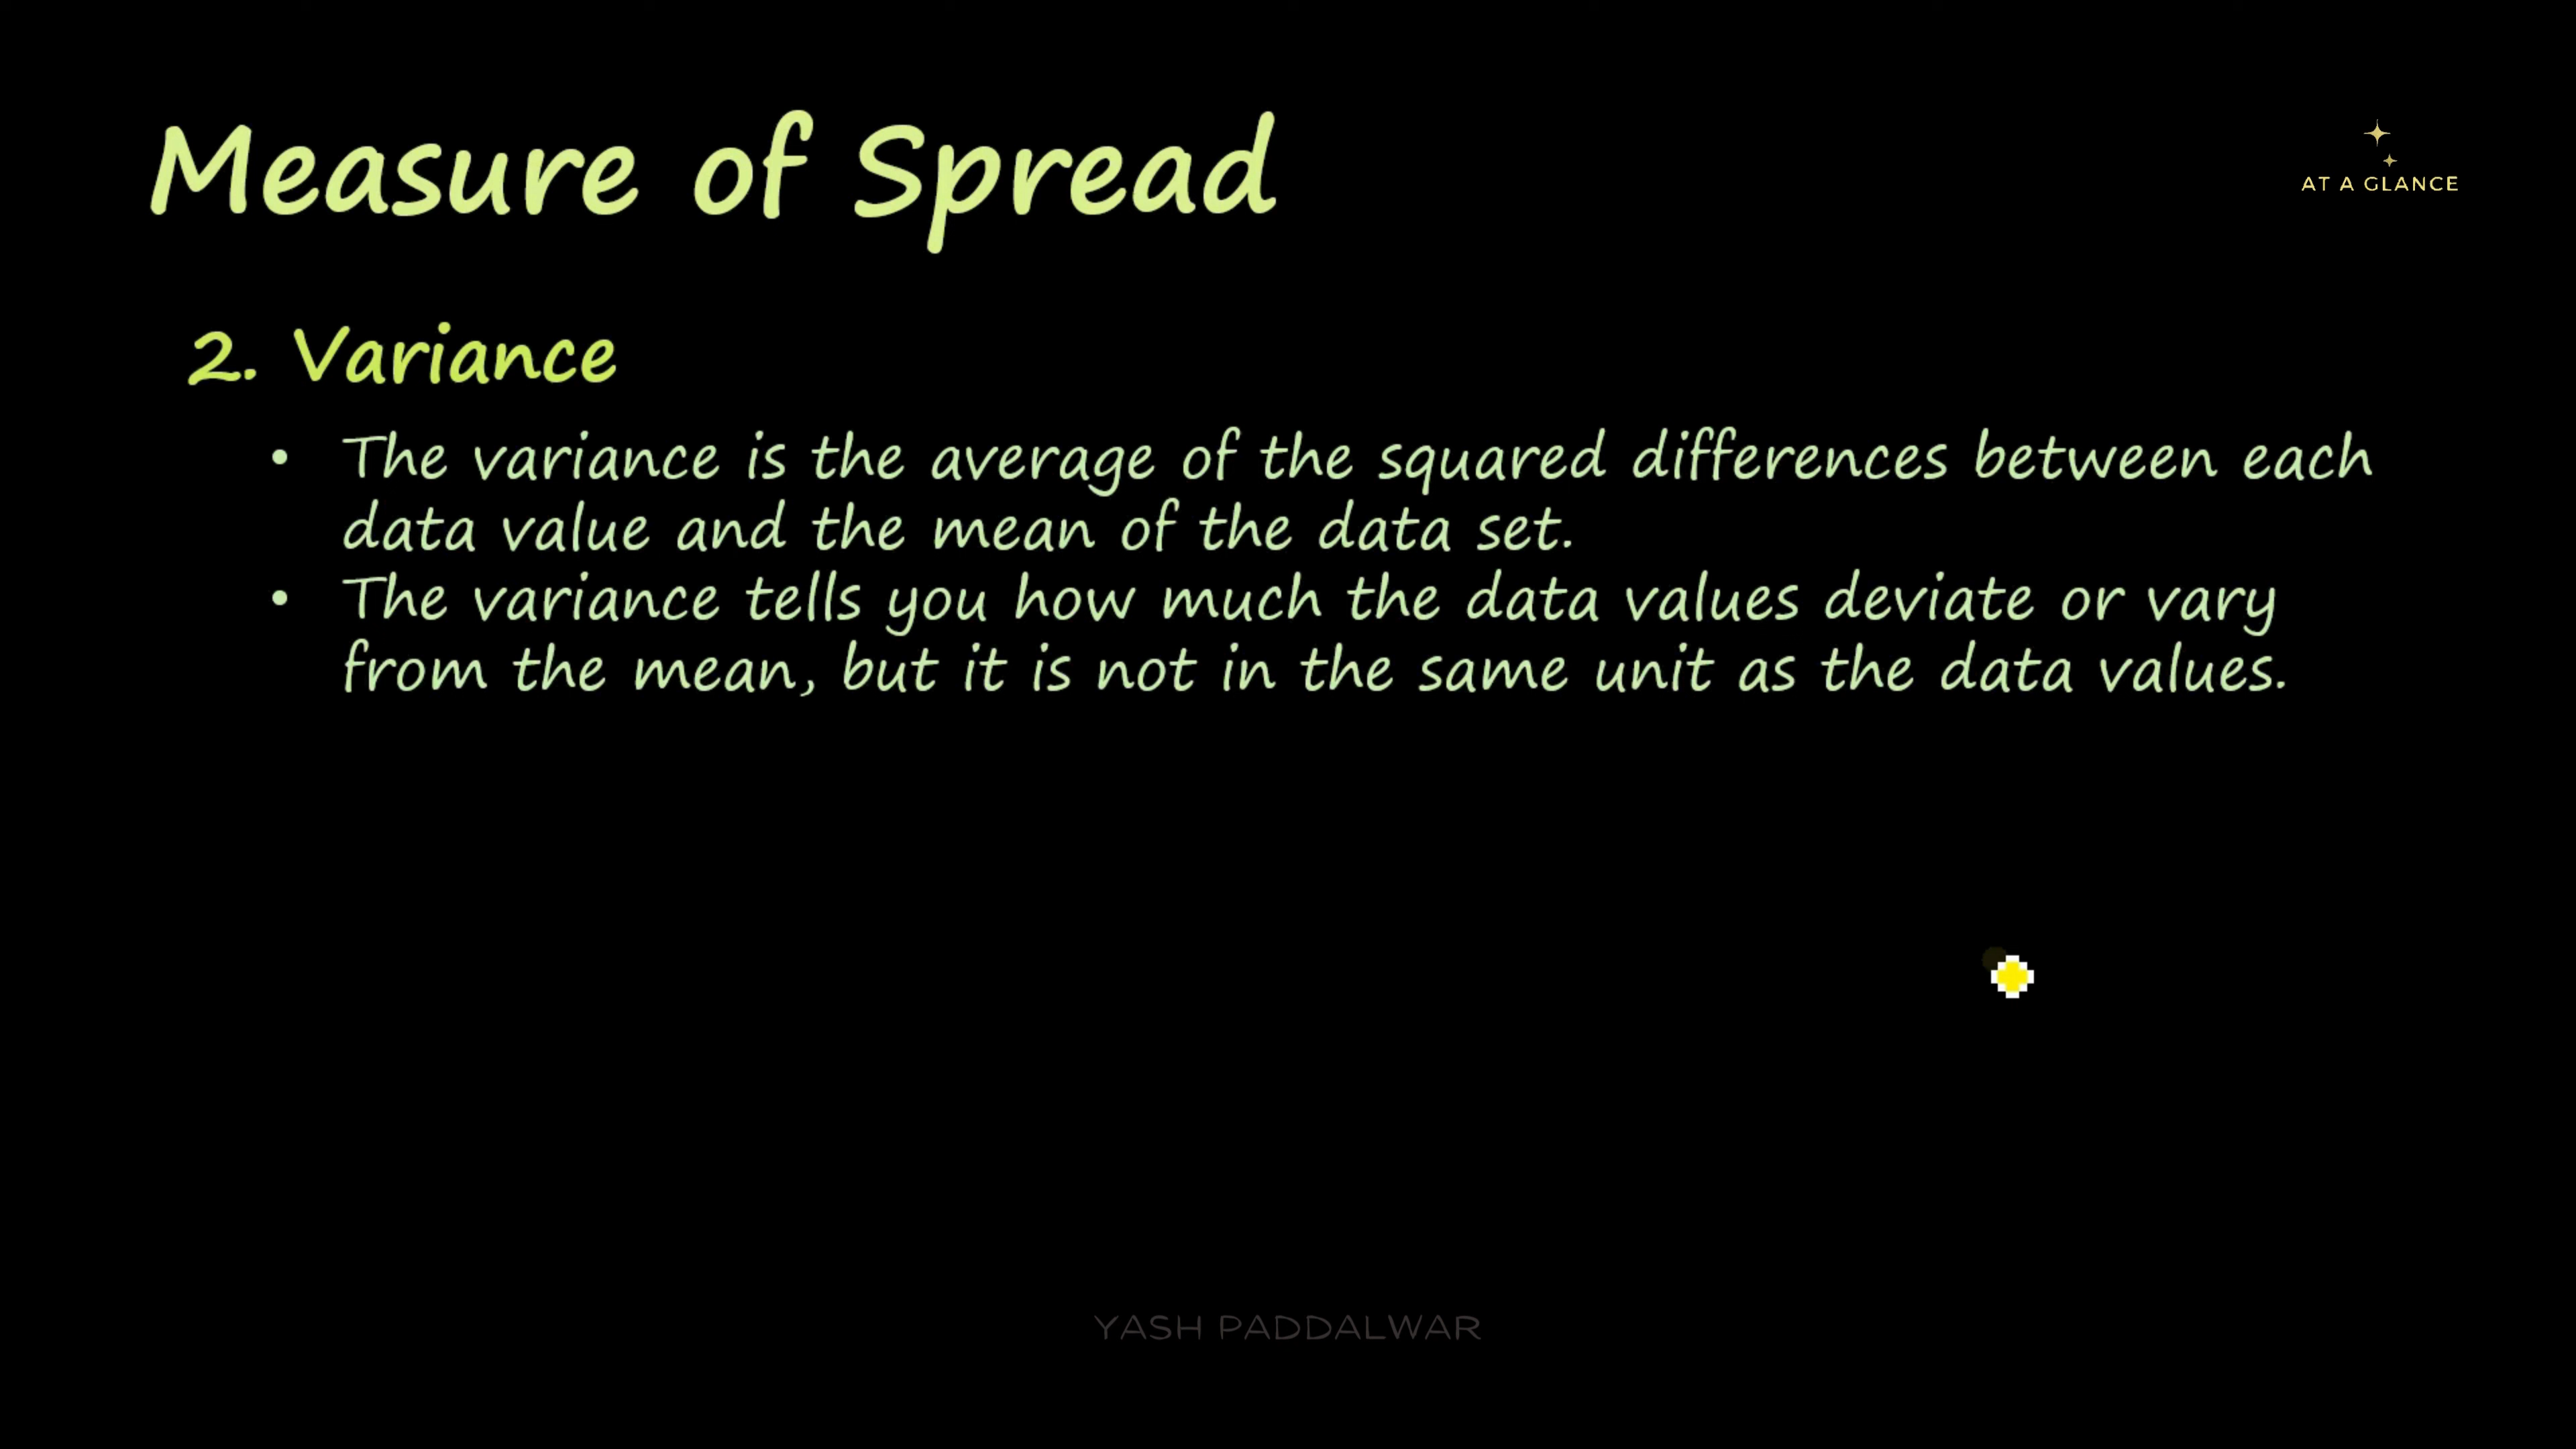 Measure of Spread
AT A GLANCE
2. Variance
• The variance is the average of the squared differences between each
data value and the mean of the data set.
• The variance tells you how much the data values deviate or vary
from the mean, but it is not in the same unit as the data values.
YASH PADDALWAR